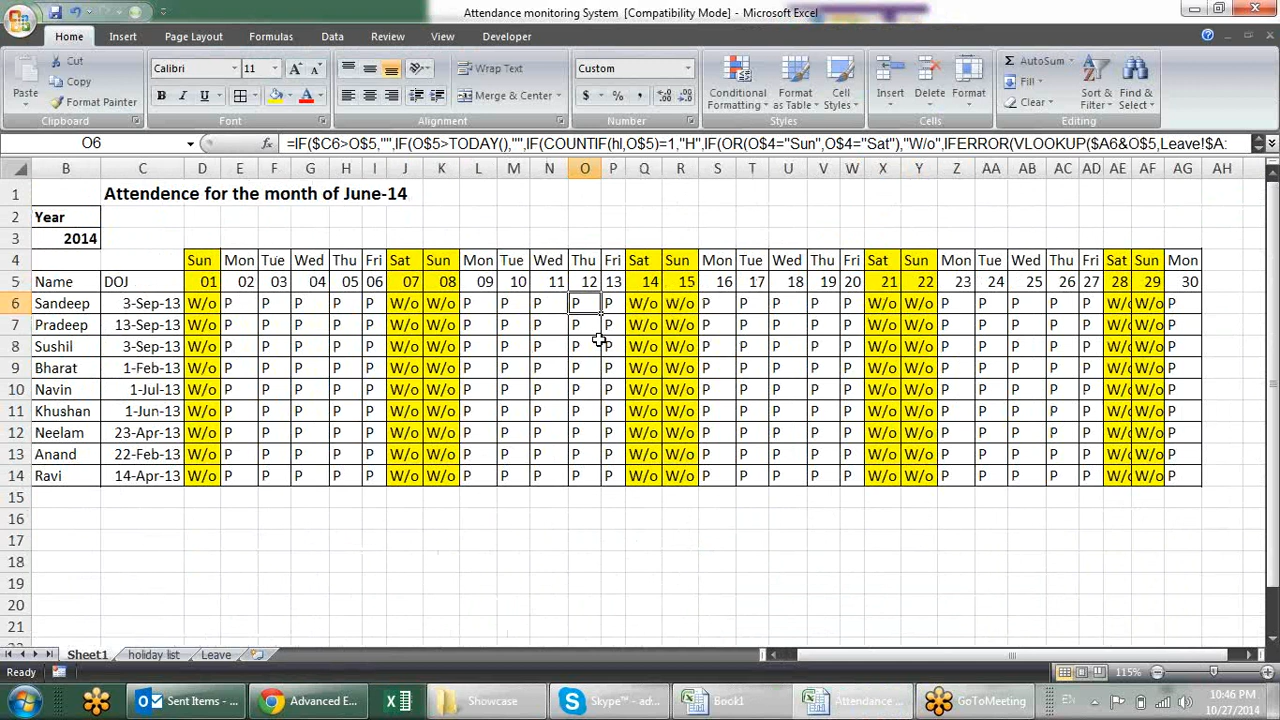 Attendance monitoring System [Compatibility Mode] - Microsoft Excel
Home Insert Page Layout Formulas Data Review View Developer
Cut
Copy
Format Painter
Paste
Clipboard
Calibri 11
B I U
Font
Wrap Text
Merge & Center
Alignment
Custom
$ % ,
Number
Conditional Formatting
Format as Table
Cell Styles
Styles
Insert Delete Format
Cells
AutoSum
Fill
Clear
Sort & Filter
Find & Select
Editing
O6 fx =IF($C6>O$5,"",IF(O$5>TODAY(),"",IF(COUNTIF(hl,O$5)=1,"H",IF(OR(O$4="Sun",O$4="Sat"),"W/o",IFERROR(VLOOKUP($A6&O$5,Leave!$A:
B C D E F G H I J K L M N O P Q R S T U V W X Y Z AA AB AC AD AE AF AG AH
1 Attendence for the month of June-14
2 Year
3 2014
4 Sun Mon Tue Wed Thu Fri Sat Sun Mon Tue Wed Thu Fri Sat Sun Mon Tue Wed Thu Fri Sat Sun Mon Tue Wed Thu Fri Sat Sun Mon
5 Name DOJ 01 02 03 04 05 06 07 08 09 10 11 12 13 14 15 16 17 18 19 20 21 22 23 24 25 26 27 28 29 30
6 Sandeep 3-Sep-13 W/o P P P P P W/o W/o P P P P P W/o W/o P P P P P W/o W/o P P P P P W/o W/o P
7 Pradeep 13-Sep-13 W/o P P P P P W/o W/o P P P P P W/o W/o P P P P P W/o W/o P P P P P W/o W/o P
8 Sushil 3-Sep-13 W/o P P P P P W/o W/o P P P P P W/o W/o P P P P P W/o W/o P P P P P W/o W/o P
9 Bharat 1-Feb-13 W/o P P P P P W/o W/o P P P P P W/o W/o P P P P P W/o W/o P P P P P W/o W/o P
10 Navin 1-Jul-13 W/o P P P P P W/o W/o P P P P P W/o W/o P P P P P W/o W/o P P P P P W/o W/o P
11 Khushan 1-Jun-13 W/o P P P P P W/o W/o P P P P P W/o W/o P P P P P W/o W/o P P P P P W/o W/o P
12 Neelam 23-Apr-13 W/o P P P P P W/o W/o P P P P P W/o W/o P P P P P W/o W/o P P P P P W/o W/o P
13 Anand 22-Feb-13 W/o P P P P P W/o W/o P P P P P W/o W/o P P P P P W/o W/o P P P P P W/o W/o P
14 Ravi 14-Apr-13 W/o P P P P P W/o W/o P P P P P W/o W/o P P P P P W/o W/o P P P P P W/o W/o P
15
16
17
18
19
20
21
Sheet1 holiday list Leave
Ready 115%
Sent Items - ... Advanced E... Showcase Skype™ - ad... Book1 Attendance ... GoToMeeting EN 10:46 PM
10/27/2014